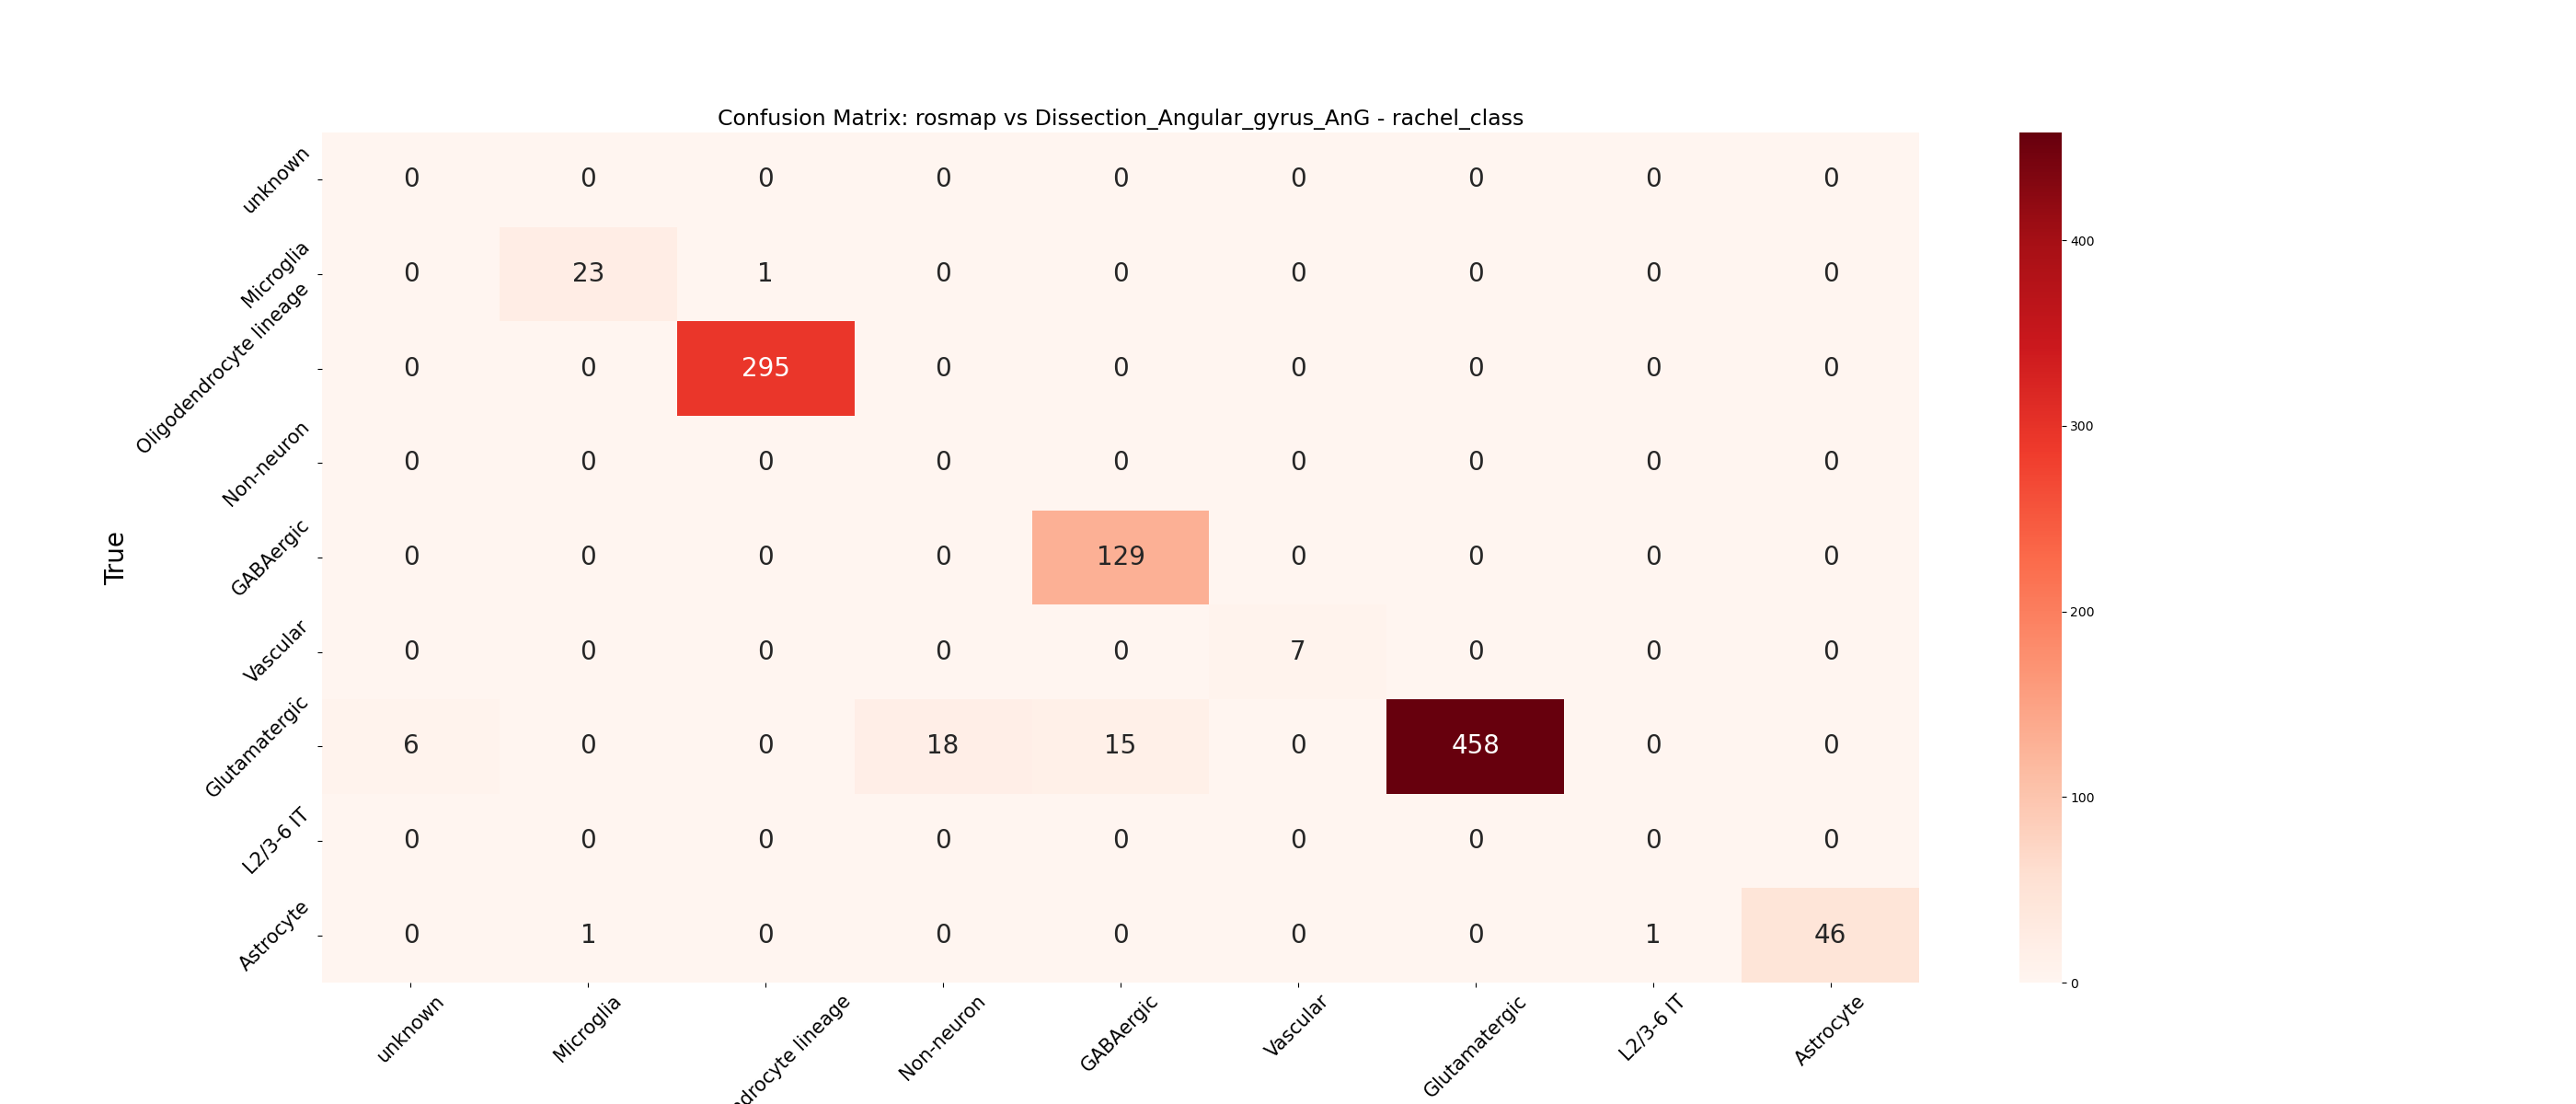 Confusion Matrix: rosmap vs Dissection_Angular_gyrus_AnG - rachel_class
unknown 0 0 0 0 0 0 0 0 0
Microglia 0 23 1 0 0 0 0 0 0
Oligodendrocyte lineage 0 0 295 0 0 0 0 0 0
Non-neuron 0 0 0 0 0 0 0 0 0
GABAergic 0 0 0 0 129 0 0 0 0
Vascular 0 0 0 0 0 7 0 0 0
Glutamatergic 6 0 0 18 15 0 458 0 0
L2/3-6 IT 0 0 0 0 0 0 0 0 0
Astrocyte 0 1 0 0 0 0 0 1 46
True
unknown Microglia ndrocyte lineage Non-neuron GABAergic Vascular Glutamatergic L2/3-6 IT Astrocyte
400
300
200
100
0